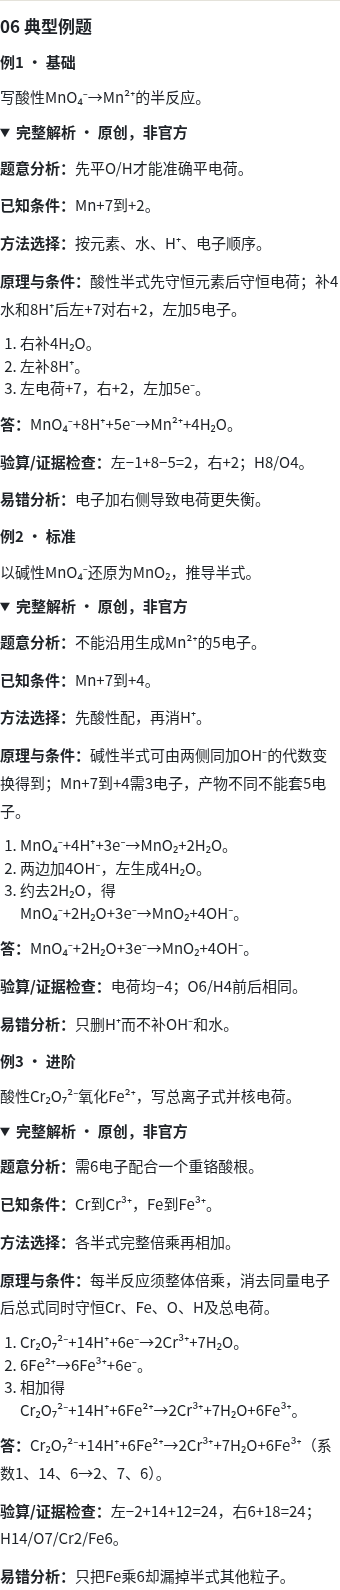 06 典型例题
例1 · 基础
写酸性MnO₄⁻→Mn²⁺的半反应。
▼ 完整解析 · 原创，非官方
题意分析：先平O/H才能准确平电荷。
已知条件：Mn+7到+2。
方法选择：按元素、水、H⁺、电子顺序。
原理与条件：酸性半式先守恒元素后守恒电荷；补4
水和8H⁺后左+7对右+2，左加5电子。
1. 右补4H₂O。
2. 左补8H⁺。
3. 左电荷+7，右+2，左加5e⁻。
答：MnO₄⁻+8H⁺+5e⁻→Mn²⁺+4H₂O。
验算/证据检查：左−1+8−5=2，右+2；H8/O4。
易错分析：电子加右侧导致电荷更失衡。
例2 · 标准
以碱性MnO₄⁻还原为MnO₂，推导半式。
▼ 完整解析 · 原创，非官方
题意分析：不能沿用生成Mn²⁺的5电子。
已知条件：Mn+7到+4。
方法选择：先酸性配，再消H⁺。
原理与条件：碱性半式可由两侧同加OH⁻的代数变
换得到；Mn+7到+4需3电子，产物不同不能套5电
子。
1. MnO₄⁻+4H⁺+3e⁻→MnO₂+2H₂O。
2. 两边加4OH⁻，左生成4H₂O。
3. 约去2H₂O，得
MnO₄⁻+2H₂O+3e⁻→MnO₂+4OH⁻。
答：MnO₄⁻+2H₂O+3e⁻→MnO₂+4OH⁻。
验算/证据检查：电荷均−4；O6/H4前后相同。
易错分析：只删H⁺而不补OH⁻和水。
例3 · 进阶
酸性Cr₂O₇²⁻氧化Fe²⁺，写总离子式并核电荷。
▼ 完整解析 · 原创，非官方
题意分析：需6电子配合一个重铬酸根。
已知条件：Cr到Cr³⁺，Fe到Fe³⁺。
方法选择：各半式完整倍乘再相加。
原理与条件：每半反应须整体倍乘，消去同量电子
后总式同时守恒Cr、Fe、O、H及总电荷。
1. Cr₂O₇²⁻+14H⁺+6e⁻→2Cr³⁺+7H₂O。
2. 6Fe²⁺→6Fe³⁺+6e⁻。
3. 相加得
Cr₂O₇²⁻+14H⁺+6Fe²⁺→2Cr³⁺+7H₂O+6Fe³⁺。
答：Cr₂O₇²⁻+14H⁺+6Fe²⁺→2Cr³⁺+7H₂O+6Fe³⁺（系
数1、14、6→2、7、6）。
验算/证据检查：左−2+14+12=24，右6+18=24；
H14/O7/Cr2/Fe6。
易错分析：只把Fe乘6却漏掉半式其他粒子。